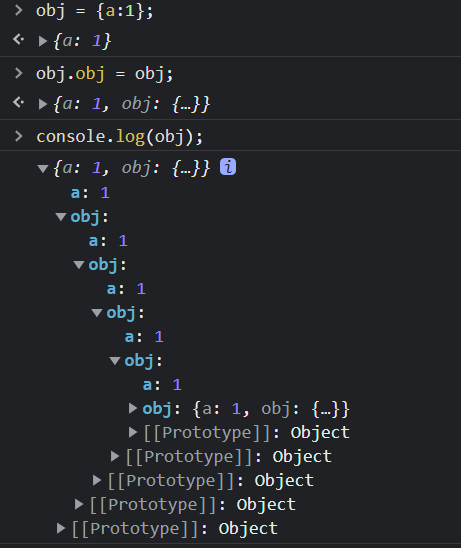 > obj = {a:1};
<· ▶ {a: 1}
> obj.obj = obj;
<· ▶ {a: 1, obj: {…}}
> console.log(obj);
▼ {a: 1, obj: {…}} i
a: 1
▼ obj:
a: 1
▼ obj:
a: 1
▼ obj:
a: 1
▼ obj:
a: 1
▶ obj: {a: 1, obj: {…}}
▶ [[Prototype]]: Object
▶ [[Prototype]]: Object
▶ [[Prototype]]: Object
▶ [[Prototype]]: Object
▶ [[Prototype]]: Object